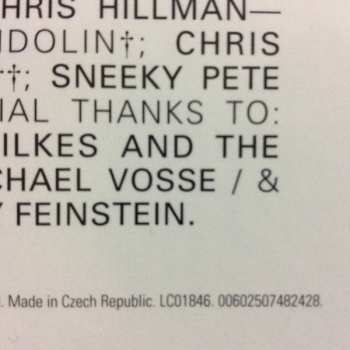 HRIS HILLMAN—
NDOLIN†; CHRIS
†; SNEEKY PETE
IAL THANKS TO:
ILKES AND THE
CHAEL VOSSE / &
Y FEINSTEIN.
. Made in Czech Republic. LC01846. 00602507482428.